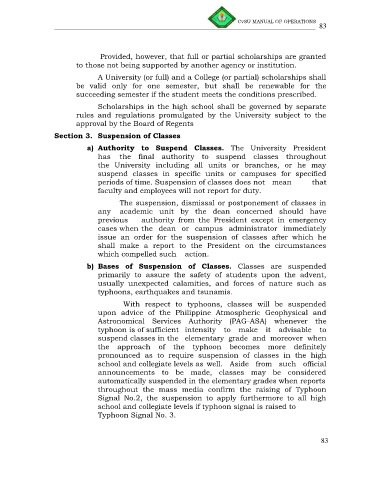 CvSU MANUAL OF OPERATIONS
83
Provided, however, that full or partial scholarships are granted
to those not being supported by another agency or institution.
A University (or full) and a College (or partial) scholarships shall
be valid only for one semester, but shall be renewable for the
succeeding semester if the student meets the conditions prescribed.
Scholarships in the high school shall be governed by separate
rules and regulations promulgated by the University subject to the
approval by the Board of Regents
Section 3. Suspension of Classes
a) Authority to Suspend Classes. The University President
has the final authority to suspend classes throughout
the University including all units or branches, or he may
suspend classes in specific units or campuses for specified
periods of time. Suspension of classes does not mean that
faculty and employees will not report for duty.
The suspension, dismissal or postponement of classes in
any academic unit by the dean concerned should have
previous authority from the President except in emergency
cases when the dean or campus administrator immediately
issue an order for the suspension of classes after which he
shall make a report to the President on the circumstances
which compelled such action.
b) Bases of Suspension of Classes. Classes are suspended
primarily to assure the safety of students upon the advent,
usually unexpected calamities, and forces of nature such as
typhoons, earthquakes and tsunamis.
With respect to typhoons, classes will be suspended
upon advice of the Philippine Atmospheric Geophysical and
Astronomical Services Authority (PAG-ASA) whenever the
typhoon is of sufficient intensity to make it advisable to
suspend classes in the elementary grade and moreover when
the approach of the typhoon becomes more definitely
pronounced as to require suspension of classes in the high
school and collegiate levels as well. Aside from such official
announcements to be made, classes may be considered
automatically suspended in the elementary grades when reports
throughout the mass media confirm the raising of Typhoon
Signal No.2, the suspension to apply furthermore to all high
school and collegiate levels if typhoon signal is raised to
Typhoon Signal No. 3.
83